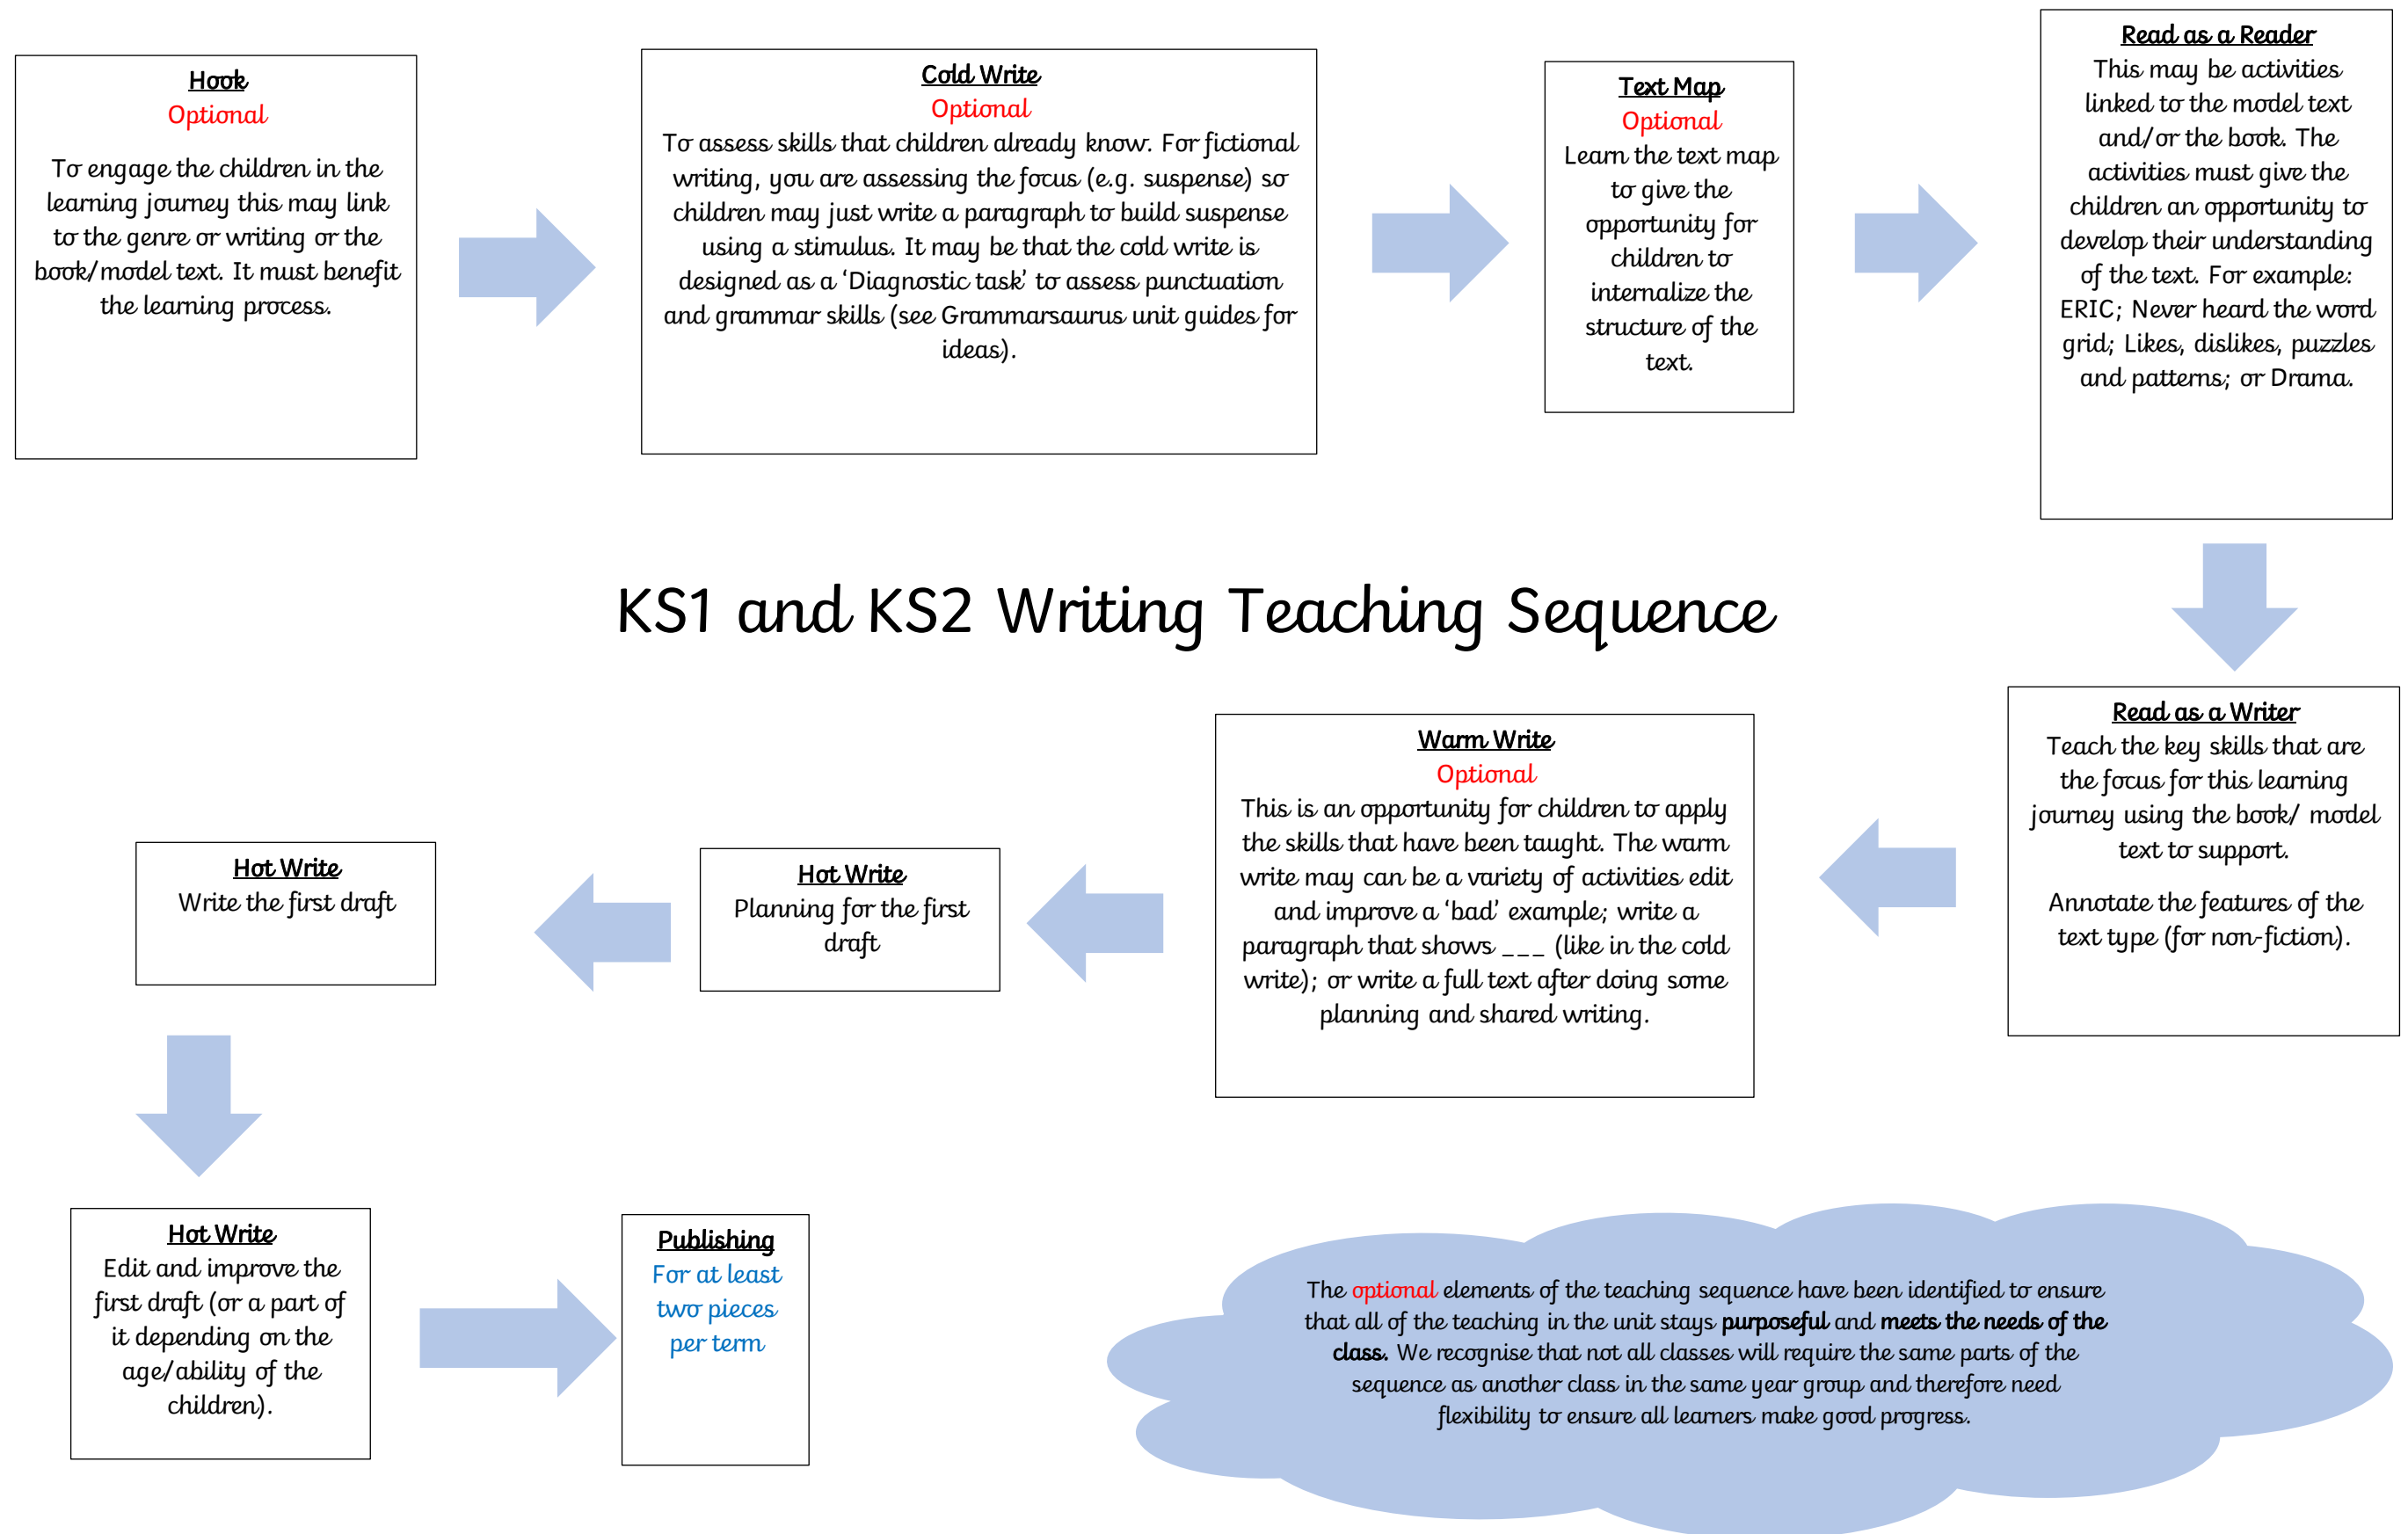 Hook
Optional
To engage the children in the
learning journey this may link
to the genre or writing or the
book/model text. It must benefit
the learning process.
Cold Write
Optional
To assess skills that children already know. For fictional
writing, you are assessing the focus (e.g. suspense) so
children may just write a paragraph to build suspense
using a stimulus. It may be that the cold write is
designed as a ‘Diagnostic task’ to assess punctuation
and grammar skills (see Grammarsaurus unit guides for
ideas).
Text Map
Optional
Learn the text map
to give the
opportunity for
children to
internalize the
structure of the
text.
Read as a Reader
This may be activities
linked to the model text
and/or the book. The
activities must give the
children an opportunity to
develop their understanding
of the text. For example:
ERIC; Never heard the word
grid; Likes, dislikes, puzzles
and patterns; or Drama.
KS1 and KS2 Writing Teaching Sequence
Read as a Writer
Teach the key skills that are
the focus for this learning
journey using the book/ model
text to support.
Annotate the features of the
text type (for non-fiction).
Warm Write
Optional
This is an opportunity for children to apply
the skills that have been taught. The warm
write may can be a variety of activities edit
and improve a ‘bad’ example; write a
paragraph that shows ___ (like in the cold
write); or write a full text after doing some
planning and shared writing.
Hot Write
Planning for the first
draft
Hot Write
Write the first draft
Hot Write
Edit and improve the
first draft (or a part of
it depending on the
age/ability of the
children).
Publishing
For at least
two pieces
per term
The optional elements of the teaching sequence have been identified to ensure
that all of the teaching in the unit stays purposeful and meets the needs of the
class. We recognise that not all classes will require the same parts of the
sequence as another class in the same year group and therefore need
flexibility to ensure all learners make good progress.